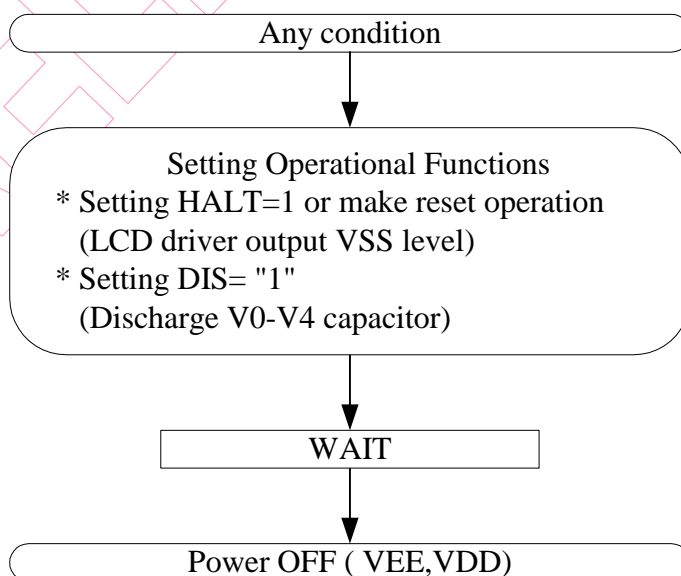 Any condition
Setting Operational Functions
* Setting HALT=1 or make reset operation
(LCD driver output VSS level)
* Setting DIS= "1"
(Discharge V0-V4 capacitor)
WAIT
Power OFF ( VEE,VDD)